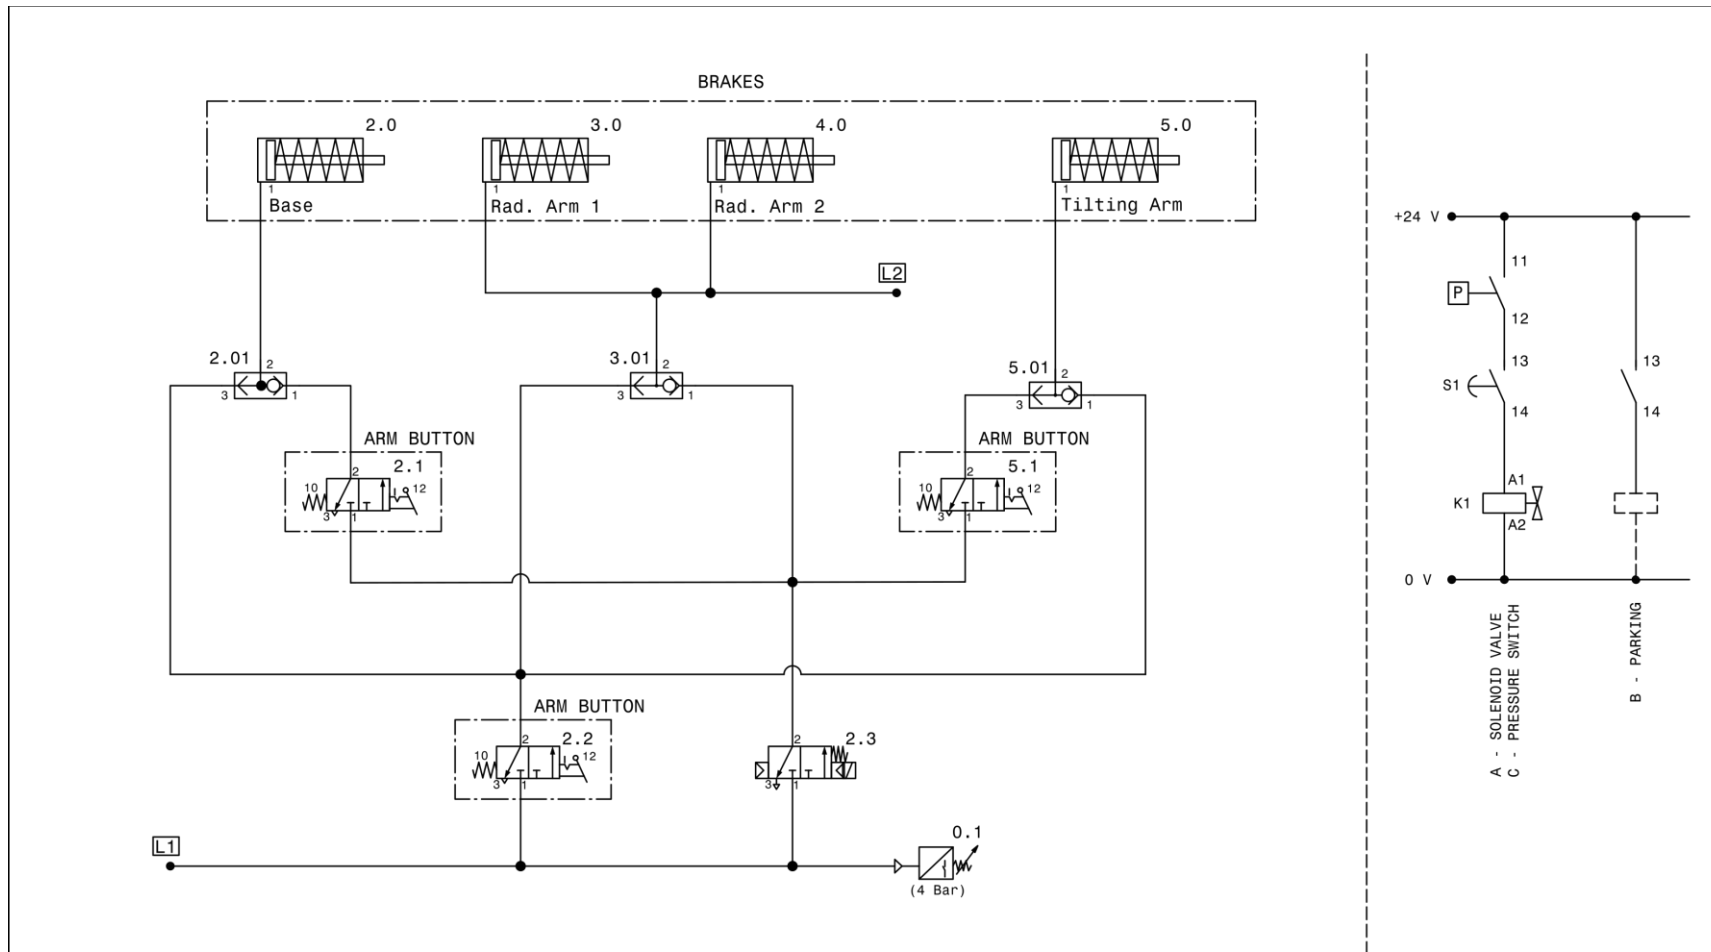 BRAKES
2.0
3.0
4.0
5.0
1
1
1
1
Base
Rad. Arm 1
Rad. Arm 2
Tilting Arm
L2
2.01
2
3
1
3.01
2
3
1
5.01
2
3
1
ARM BUTTON
2.1
2
10
12
3
1
ARM BUTTON
5.1
2
10
12
3
1
ARM BUTTON
2.2
2
10
12
3
1
2.3
2
3
1
L1
0.1
(4 Bar)
+24 V
11
P
12
13
S1
14
13
14
A1
K1
A2
0 V
A - SOLENOID VALVE
C - PRESSURE SWITCH
B - PARKING